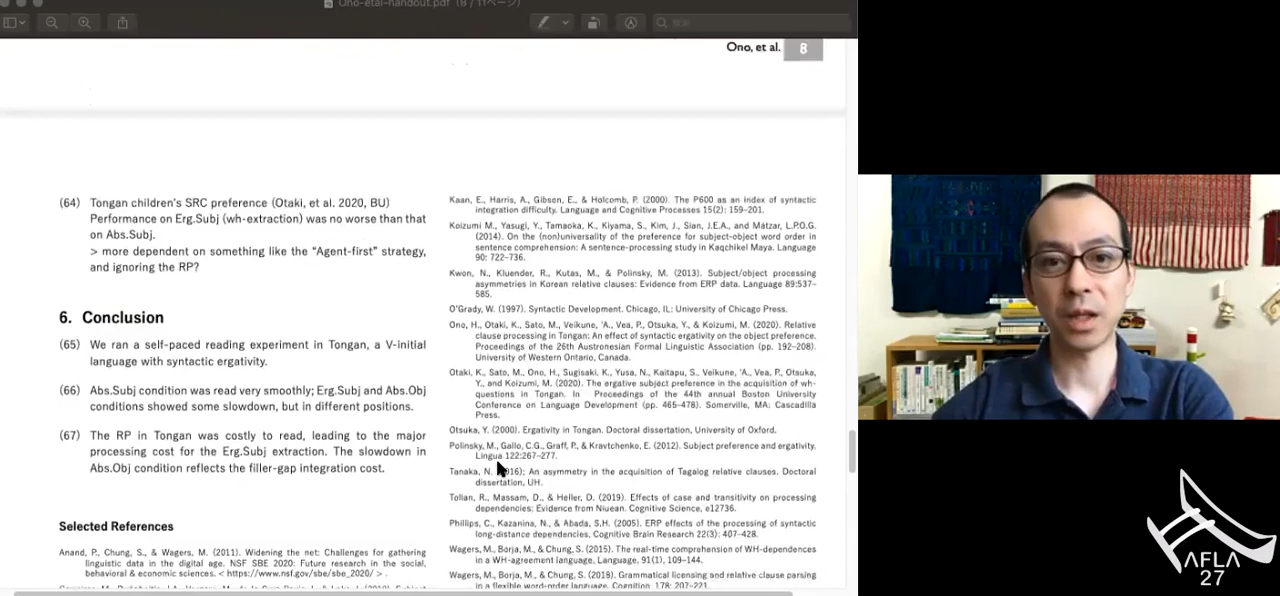 Ono-etal-handout.pdf (8 / 11ページ)
Ono, et al. 8
(64) Tongan children's SRC preference (Otaki, et al. 2020, BU)
Performance on Erg.Subj (wh-extraction) was no worse than that
on Abs.Subj.
> more dependent on something like the “Agent-first” strategy,
and ignoring the RP?
6. Conclusion
(65) We ran a self-paced reading experiment in Tongan, a V-initial
language with syntactic ergativity.
(66) Abs.Subj condition was read very smoothly; Erg.Subj and Abs.Obj
conditions showed some slowdown, but in different positions.
(67) The RP in Tongan was costly to read, leading to the major
processing cost for the Erg.Subj extraction. The slowdown in
Abs.Obj condition reflects the filler-gap integration cost.
Selected References
Anand, P., Chung, S., & Wagers, M. (2011). Widening the net: Challenges for gathering
linguistic data in the digital age. NSF SBE 2020: Future research in the social,
behavioral & economic sciences. < https://www.nsf.gov/sbe/sbe_2020/ > .
Kaan, E., Harris, A., Gibson, E., & Holcomb, P. (2000). The P600 as an index of syntactic
integration difficulty. Language and Cognitive Processes 15(2): 159–201.
Koizumi M., Yasugi, Y., Tamaoka, K., Kiyama, S., Kim, J., Sian, J.E.A., and Mátzar, L.P.O.G.
(2014). On the (non)universality of the preference for subject-object word order in
sentence comprehension: A sentence-processing study in Kaqchikel Maya. Language
90: 722–736.
Kwon, N., Kluender, R., Kutas, M., & Polinsky, M. (2013). Subject/object processing
asymmetries in Korean relative clauses: Evidence from ERP data. Language 89:537–
585.
O'Grady, W. (1997). Syntactic Development. Chicago, IL: University of Chicago Press.
Ono, H., Otaki, K., Sato, M., Veikune, 'A., Vea, P., Otsuka, Y., & Koizumi, M. (2020). Relative
clause processing in Tongan: An effect of syntactic ergativity on the object preference.
Proceedings of the 26th Austronesian Formal Linguistic Association (pp. 192–208).
University of Western Ontario, Canada.
Otaki, K., Sato, M., Ono, H., Sugisaki, K., Yusa, N., Kaitapu, S., Veikune, 'A., Vea, P., Otsuka,
Y., and Koizumi, M. (2020). The ergative subject preference in the acquisition of wh-
questions in Tongan. In Proceedings of the 44th annual Boston University
Conference on Language Development (pp. 465–478). Somerville, MA: Cascadilla
Press.
Otsuka, Y. (2000). Ergativity in Tongan. Doctoral dissertation, University of Oxford.
Polinsky, M., Gallo, C.G., Graff, P., & Kravtchenko, E. (2012). Subject preference and ergativity.
Lingua 122:267–277.
Tanaka, N. 016); An asymmetry in the acquisition of Tagalog relative clauses. Doctoral
dissertation, UH.
Tollan, R., Massam, D., & Heller, D. (2019). Effects of case and transitivity on processing
dependencies: Evidence from Niuean. Cognitive Science, e12736.
Phillips, C., Kazanina, N., & Abada, S.H. (2005). ERP effects of the processing of syntactic
long-distance dependencies. Cognitive Brain Research 22(3): 407–428.
Wagers, M., Borja, M., & Chung, S. (2015). The real-time comprehension of WH-dependences
in a WH-agreement language. Language, 91(1), 109–144.
Wagers, M., Borja, M., & Chung, S. (2018). Grammatical licensing and relative clause parsing
in a flexible word-order language. Cognition, 178: 207–221.
AFLA
27